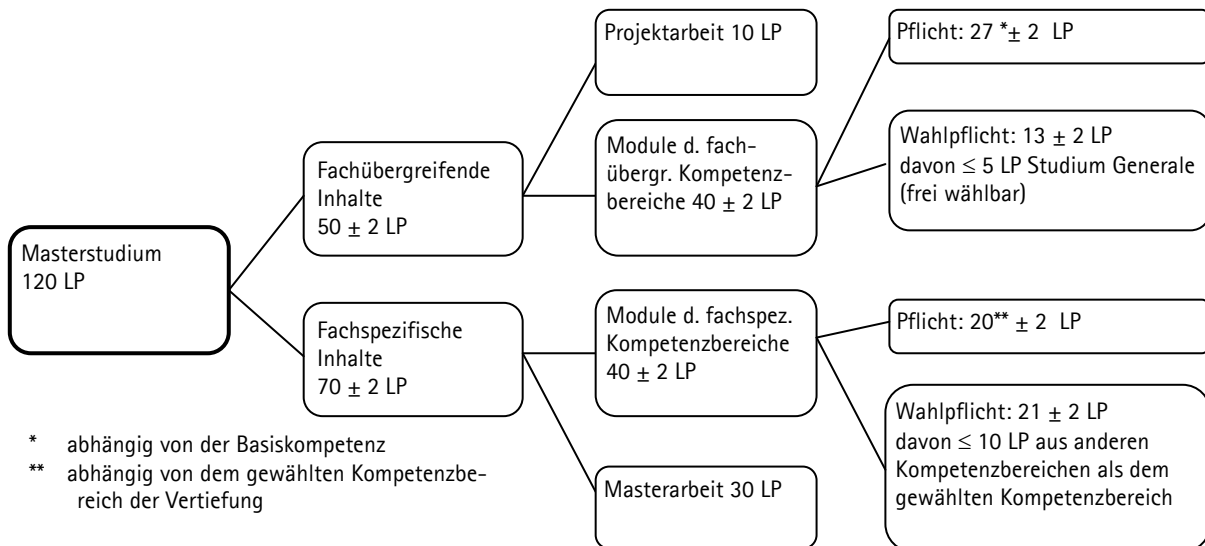 Masterstudium
120 LP
Fachübergreifende
Inhalte
50 ± 2 LP
Fachspezifische
Inhalte
70 ± 2 LP
Projektarbeit 10 LP
Module d. fach-
übergr. Kompetenz-
bereiche 40 ± 2 LP
Module d. fachspez.
Kompetenzbereiche
40 ± 2 LP
Masterarbeit 30 LP
Pflicht: 27 *± 2 LP
Wahlpflicht: 13 ± 2 LP
davon ≤ 5 LP Studium Generale
(frei wählbar)
Pflicht: 20** ± 2 LP
Wahlpflicht: 21 ± 2 LP
davon ≤ 10 LP aus anderen
Kompetenzbereichen als dem
gewählten Kompetenzbereich
* abhängig von der Basiskompetenz
** abhängig von dem gewählten Kompetenzbe-
reich der Vertiefung